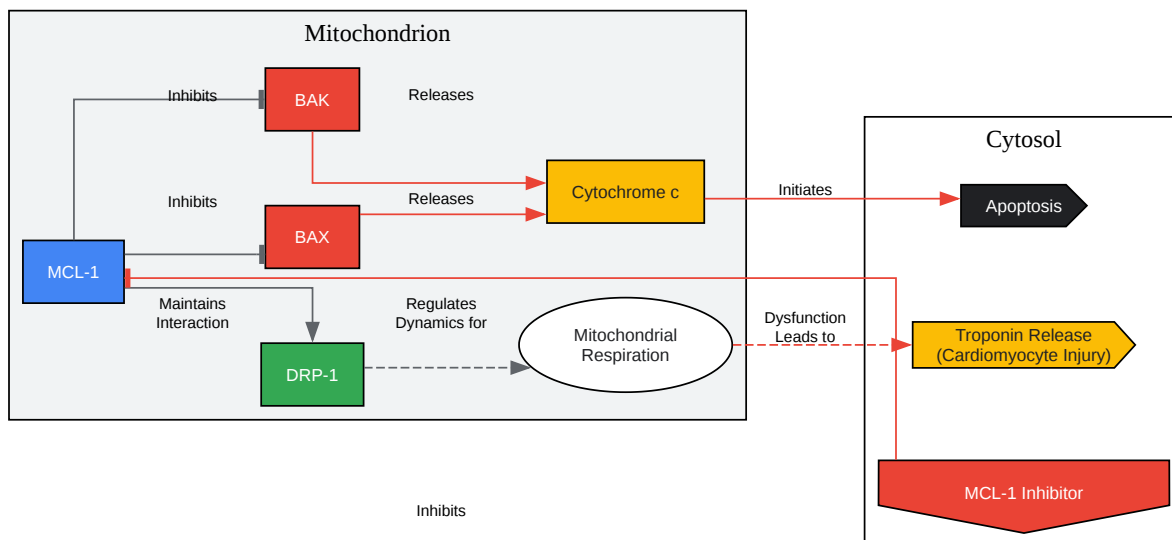 Mitochondrion
Inhibits
BAK
Releases
Cytosol
Cytochrome c
Initiates
Apoptosis
Inhibits
Releases
BAX
MCL-1
Maintains
Interaction
Regulates
Dynamics for
Mitochondrial
Respiration
Dysfunction
Leads to
Troponin Release
(Cardiomyocyte Injury)
DRP-1
MCL-1 Inhibitor
Inhibits